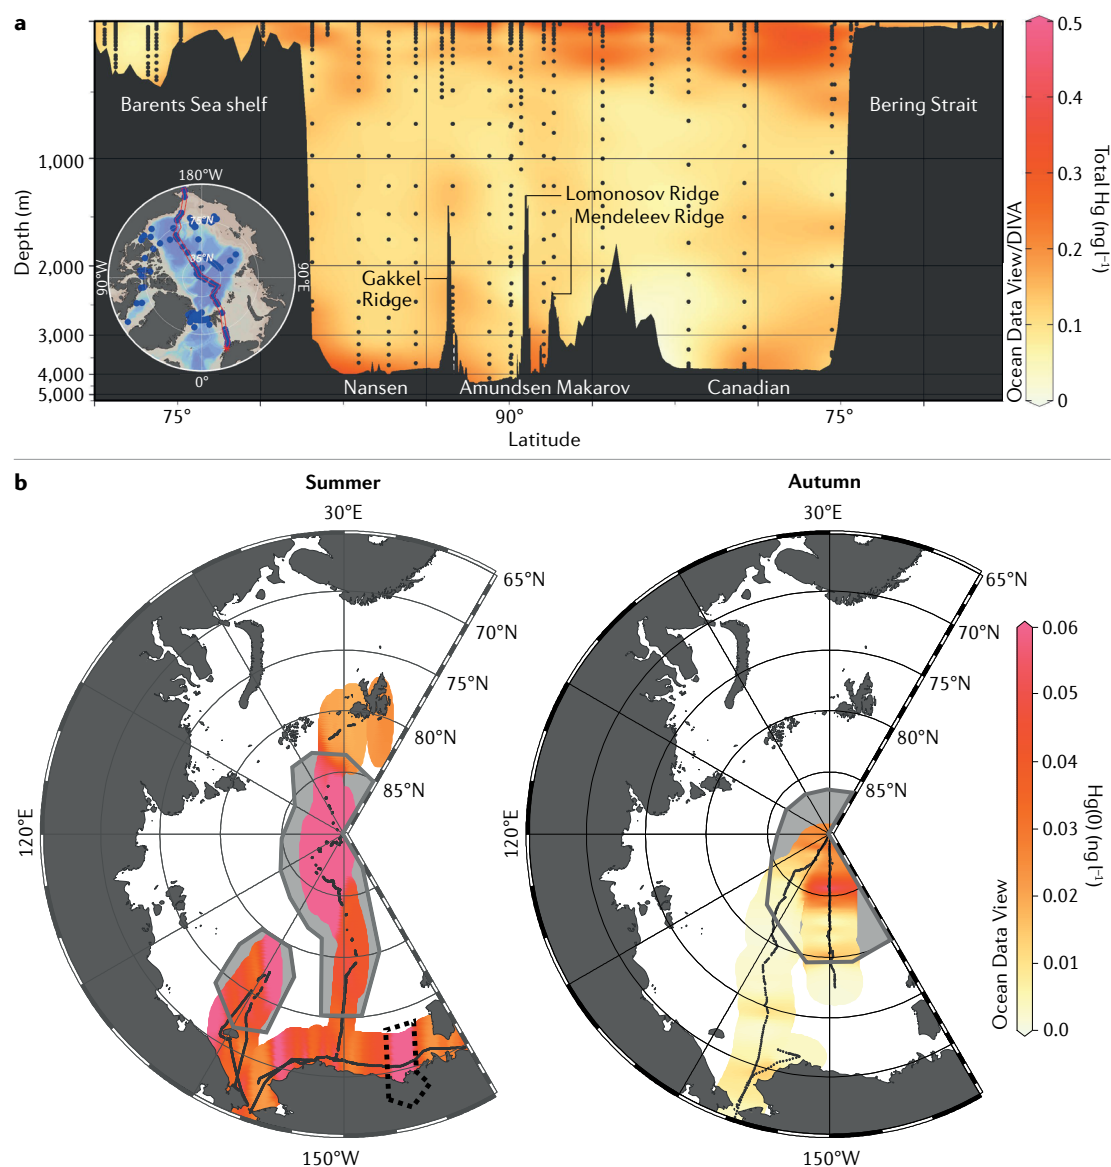 a
Barents Sea shelf
Bering Strait
1,000
2,000
3,000
4,000
5,000
Depth (m)
180°W
75°N
85°N
90°W
90°E
0°
Lomonosov Ridge
Mendeleev Ridge
Gakkel
Ridge
Nansen
Amundsen
Makarov
Canadian
75°
90°
75°
Latitude
Ocean Data View/DIVA
0.5
0.4
0.3
0.2
0.1
0
Total Hg (ng l⁻¹)
b
Summer
30°E
65°N
70°N
75°N
80°N
85°N
120°E
150°W
Autumn
30°E
65°N
70°N
75°N
80°N
85°N
120°E
150°W
Ocean Data View
0.06
0.05
0.04
0.03
0.02
0.01
0.0
Hg(0) (ng l⁻¹)